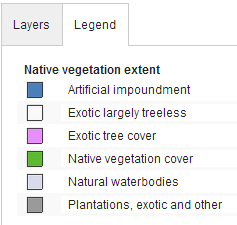 Layers Legend
Native vegetation extent
Artificial impoundment
Exotic largely treeless
Exotic tree cover
Native vegetation cover
Natural waterbodies
Plantations, exotic and other